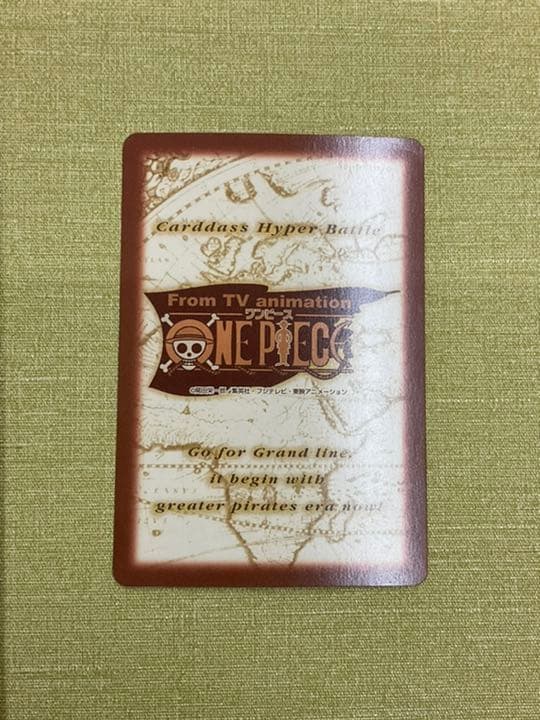 Carddass Hyper Battle
From TV animation
ワンピース
ONE PIECE
©尾田栄一郎/集英社・フジテレビ・東映アニメーション
Go for Grand line.
it begin with
greater pirates era now!